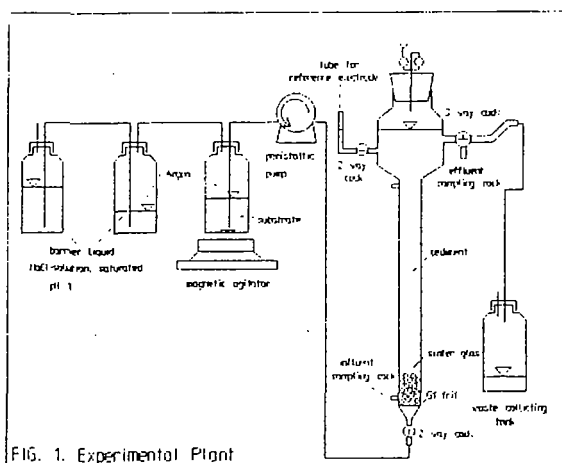 tube for
reference electrode
3 way cock
peristaltic
pump
2 way
cock
effluent
sampling cock
Argon
substrate
barrier liquid
NaCl-solution, saturated
pH 1
magnetic agitator
sediment
sinter glas
influent
sampling cock
GF frit
waste collecting
tank
2 way cock
FIG. 1. Experimental Plant